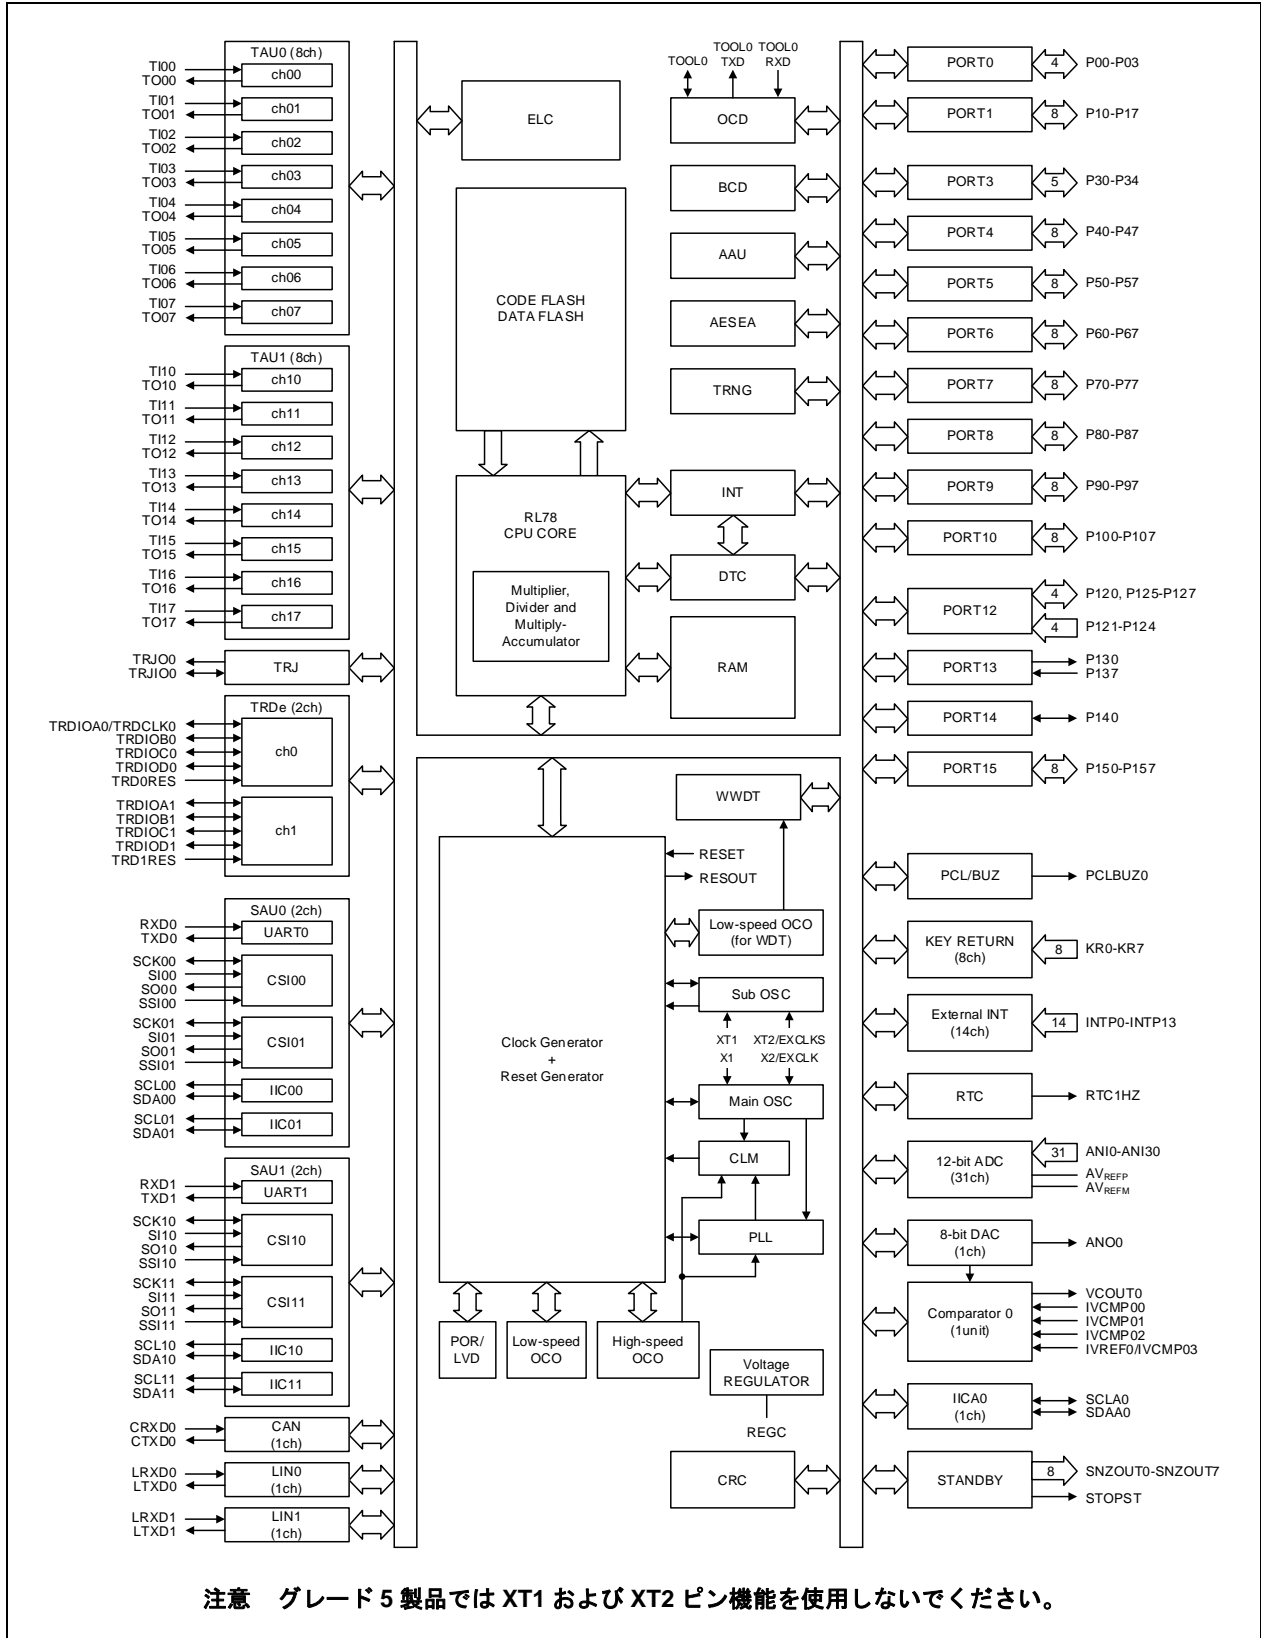 TAU0 (8ch)
TI00
TO00
ch00
TI01
TO01
ch01
TI02
TO02
ch02
TI03
TO03
ch03
TI04
TO04
ch04
TI05
TO05
ch05
TI06
TO06
ch06
TI07
TO07
ch07
TAU1 (8ch)
TI10
TO10
ch10
TI11
TO11
ch11
TI12
TO12
ch12
TI13
TO13
ch13
TI14
TO14
ch14
TI15
TO15
ch15
TI16
TO16
ch16
TI17
TO17
ch17
TRJO0
TRJIO0
TRJ
TRDe (2ch)
TRDIOA0/TRDCLK0
TRDIOB0
TRDIOC0
TRDIOD0
TRD0RES
ch0
TRDIOA1
TRDIOB1
TRDIOC1
TRDIOD1
TRD1RES
ch1
SAU0 (2ch)
RXD0
TXD0
UART0
SCK00
SI00
SO00
SSI00
CSI00
SCK01
SI01
SO01
SSI01
CSI01
SCL00
SDA00
IIC00
SCL01
SDA01
IIC01
SAU1 (2ch)
RXD1
TXD1
UART1
SCK10
SI10
SO10
SSI10
CSI10
SCK11
SI11
SO11
SSI11
CSI11
SCL10
SDA10
IIC10
SCL11
SDA11
IIC11
CRXD0
CTXD0
CAN
(1ch)
LRXD0
LTXD0
LIN0
(1ch)
LRXD1
LTXD1
LIN1
(1ch)
ELC
CODE FLASH
DATA FLASH
RL78
CPU CORE
Multiplier,
Divider and
Multiply-
Accumulator
TOOL0
TOOL0
TXD
TOOL0
RXD
OCD
BCD
AAU
AESEA
TRNG
INT
DTC
RAM
WWDT
Clock Generator
+
Reset Generator
RESET
RESOUT
Low-speed OCO
(for WDT)
Sub OSC
XT1
XT2/EXCLKS
X1
X2/EXCLK
Main OSC
CLM
PLL
POR/
LVD
Low-speed
OCO
High-speed
OCO
Voltage
REGULATOR
REGC
CRC
PORT0
4
P00-P03
PORT1
8
P10-P17
PORT3
5
P30-P34
PORT4
8
P40-P47
PORT5
8
P50-P57
PORT6
8
P60-P67
PORT7
8
P70-P77
PORT8
8
P80-P87
PORT9
8
P90-P97
PORT10
8
P100-P107
PORT12
4
P120, P125-P127
4
P121-P124
PORT13
P130
P137
PORT14
P140
PORT15
8
P150-P157
PCL/BUZ
PCLBUZ0
KEY RETURN
(8ch)
8
KR0-KR7
External INT
(14ch)
14
INTP0-INTP13
RTC
RTC1HZ
12-bit ADC
(31ch)
31
ANI0-ANI30
AVREFP
AVREFM
8-bit DAC
(1ch)
ANO0
Comparator 0
(1unit)
VCOUT0
IVCMP00
IVCMP01
IVCMP02
IVREF0/IVCMP03
IICA0
(1ch)
SCLA0
SDAA0
STANDBY
8
SNZOUT0-SNZOUT7
STOPST
注意 グレード 5 製品では XT1 および XT2 ピン機能を使用しないでください。